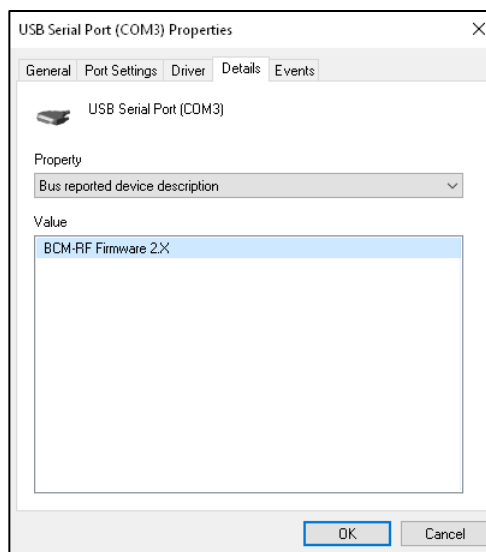 USB Serial Port (COM3) Properties
General Port Settings Driver Details Events
USB Serial Port (COM3)
Property
Bus reported device description
Value
BCM-RF Firmware 2.X
OK Cancel